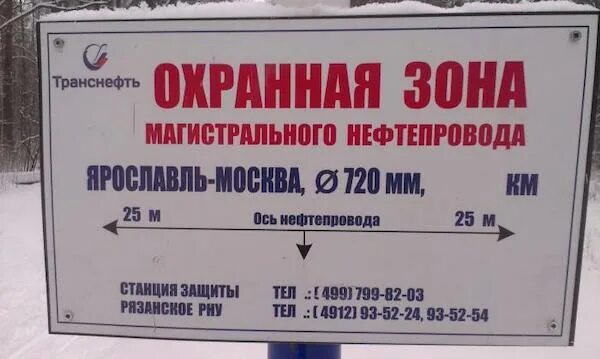 Транснефть
ОХРАННАЯ ЗОНА
МАГИСТРАЛЬНОГО НЕФТЕПРОВОДА
ЯРОСЛАВЛЬ-МОСКВА, Ø 720 ММ, КМ
25 м Ось нефтепровода 25 м
СТАНЦИЯ ЗАЩИТЫ ТЕЛ .: ( 499) 799-82-03
РЯЗАНСКОЕ РНУ ТЕЛ .: ( 4912) 93-52-24, 93-52-54